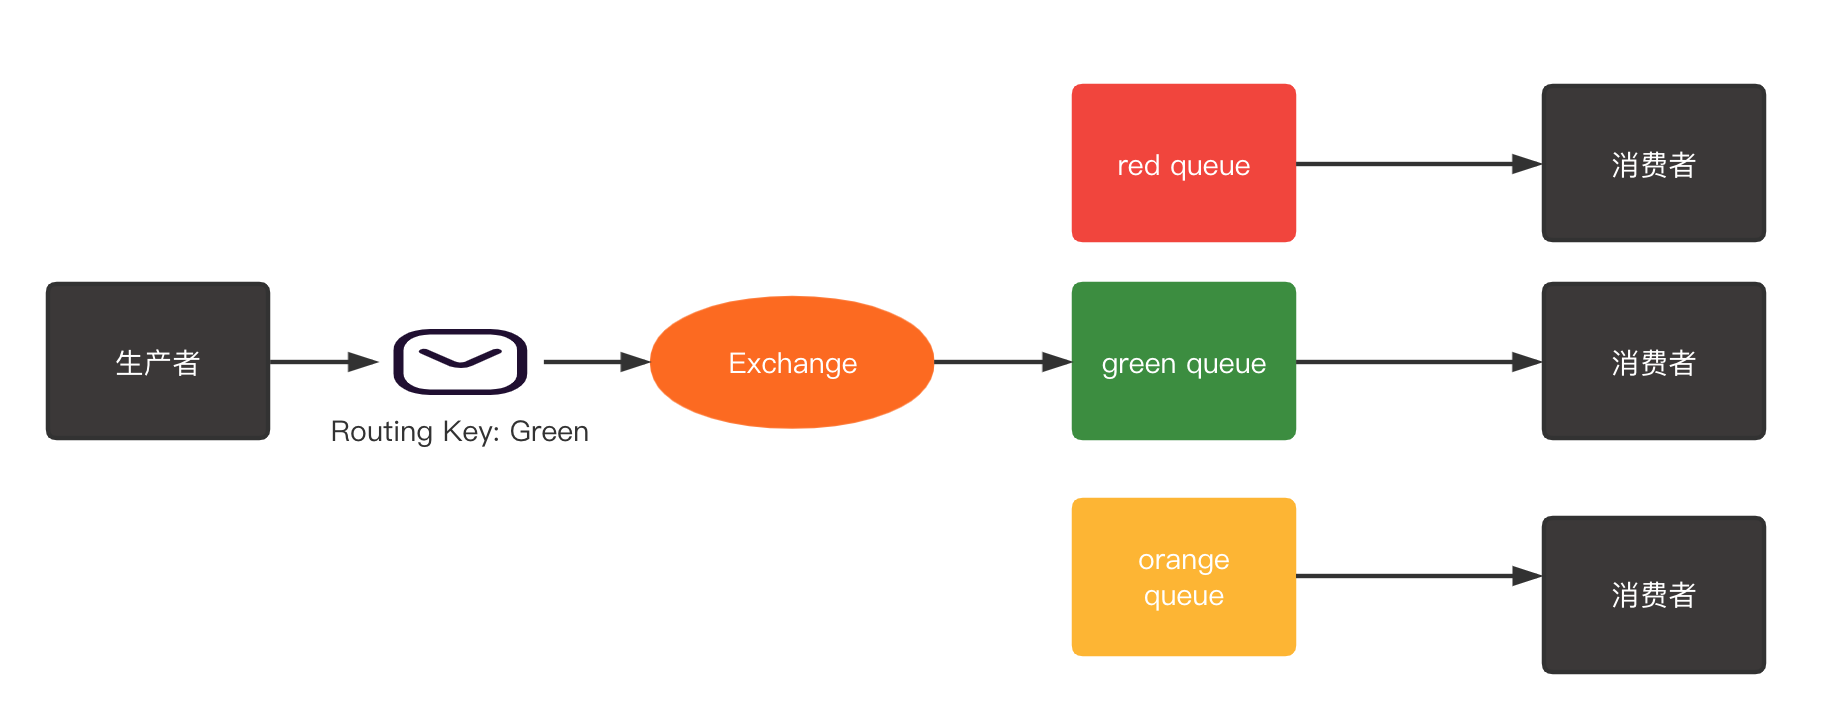 red queue
消费者
生产者
Routing Key: Green
Exchange
green queue
消费者
orange
queue
消费者